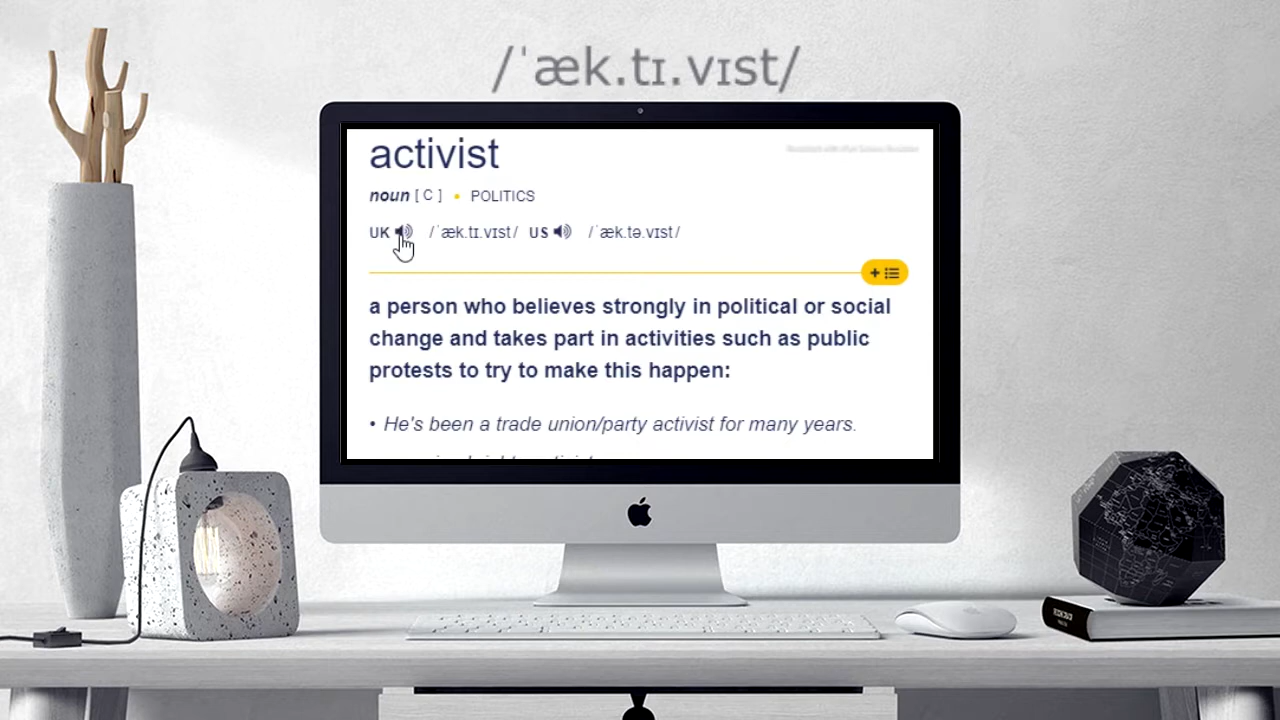 /ˈæk.tɪ.vɪst/
activist
noun [ C ] • POLITICS
UK /ˈæk.tɪ.vɪst/ US /ˈæk.tə.vɪst/
a person who believes strongly in political or social
change and takes part in activities such as public
protests to try to make this happen:
• He's been a trade union/party activist for many years.